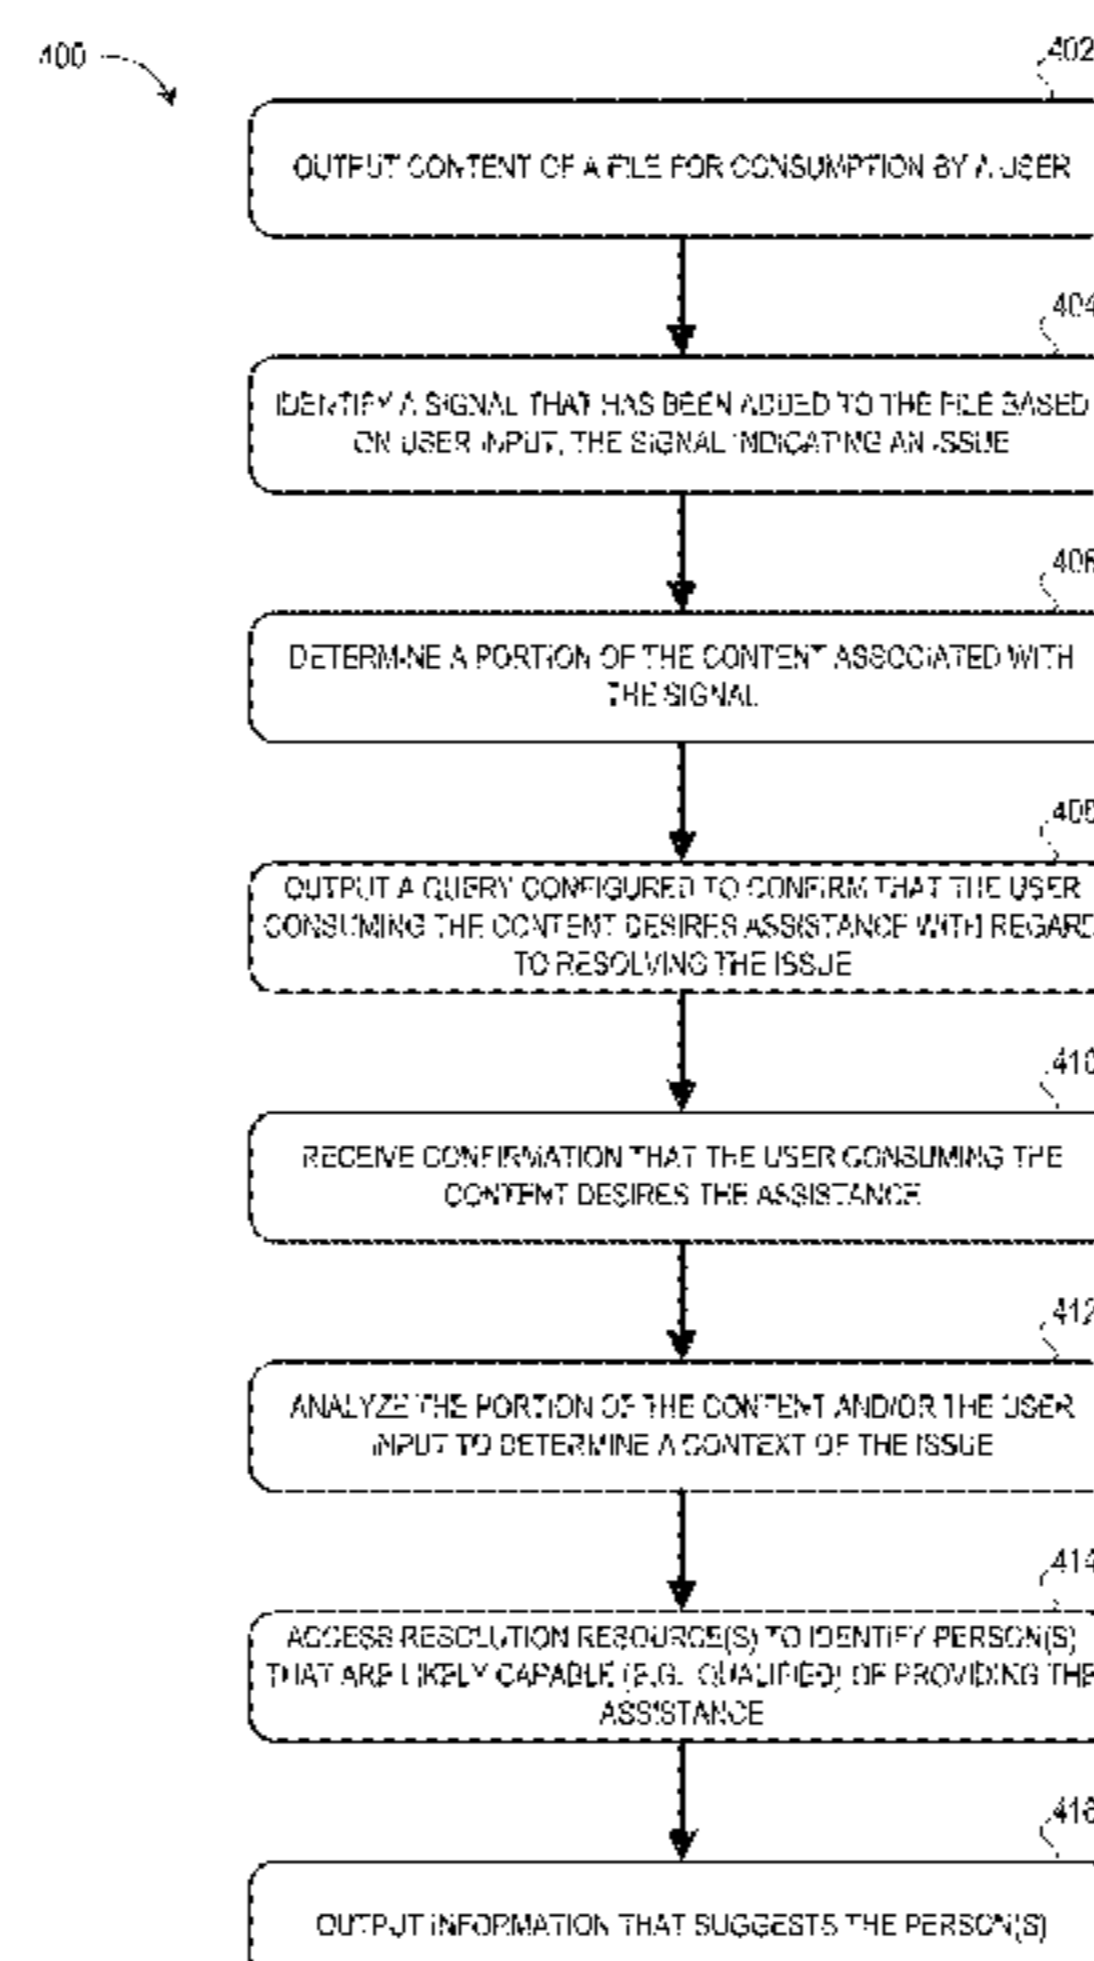 400
402
OUTPUT CONTENT OF A FILE FOR CONSUMPTION BY A USER
404
IDENTIFY A SIGNAL THAT HAS BEEN ADDED TO THE FILE BASED
ON USER INPUT, THE SIGNAL INDICATING AN ISSUE
406
DETERMINE A PORTION OF THE CONTENT ASSOCIATED WITH
THE SIGNAL
408
OUTPUT A QUERY CONFIGURED TO CONFIRM THAT THE USER
CONSUMING THE CONTENT DESIRES ASSISTANCE WITH REGARD
TO RESOLVING THE ISSUE
410
RECEIVE CONFIRMATION THAT THE USER CONSUMING THE
CONTENT DESIRES THE ASSISTANCE
412
ANALYZE THE PORTION OF THE CONTENT AND/OR THE USER
INPUT TO DETERMINE A CONTEXT OF THE ISSUE
414
ACCESS RESOLUTION RESOURCE(S) TO IDENTIFY PERSON(S)
THAT ARE LIKELY CAPABLE (E.G., QUALIFIED) OF PROVIDING THE
ASSISTANCE
416
OUTPUT INFORMATION THAT SUGGESTS THE PERSON(S)